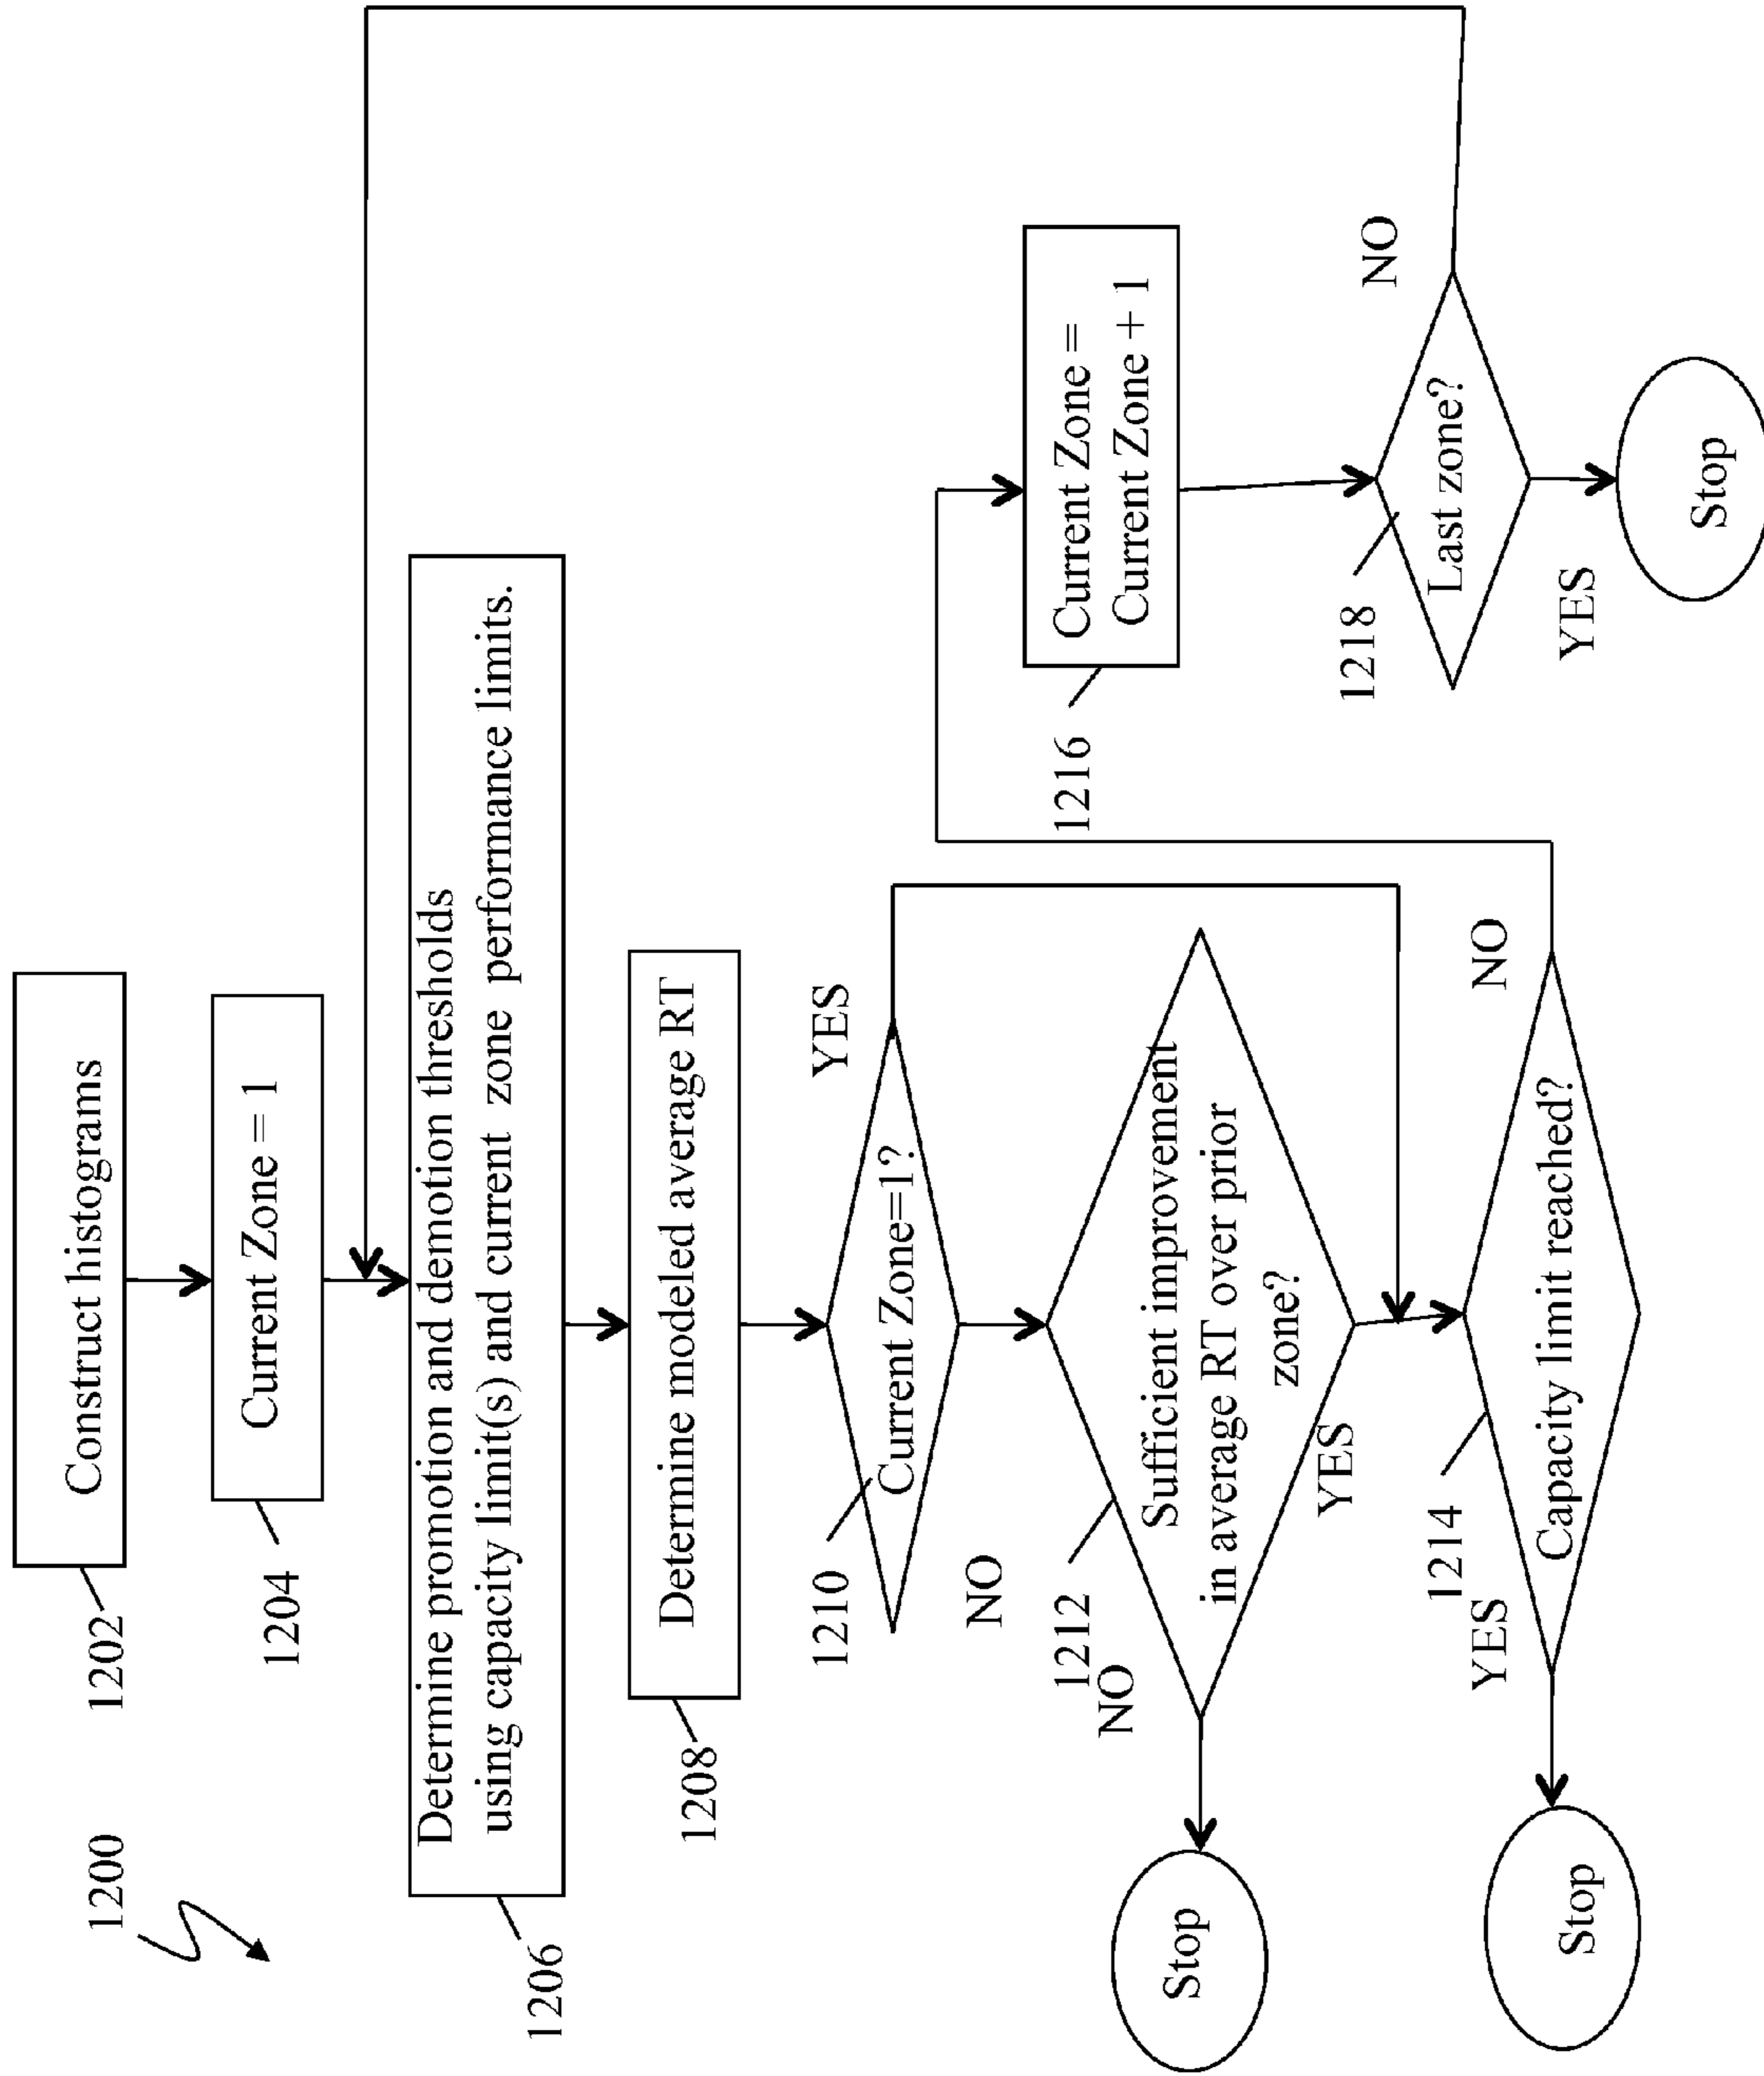 1200
1202
Construct histograms
1204
Current Zone = 1
1206
Determine promotion and demotion thresholds
using capacity limit(s) and current zone performance limits.
1208
Determine modeled average RT
1210
Current Zone=1?
YES
NO
1212
Sufficient improvement
in average RT over prior
zone?
NO
Stop
YES
1214
Capacity limit reached?
YES
Stop
NO
1216
Current Zone =
Current Zone + 1
1218
Last zone?
NO
YES
Stop